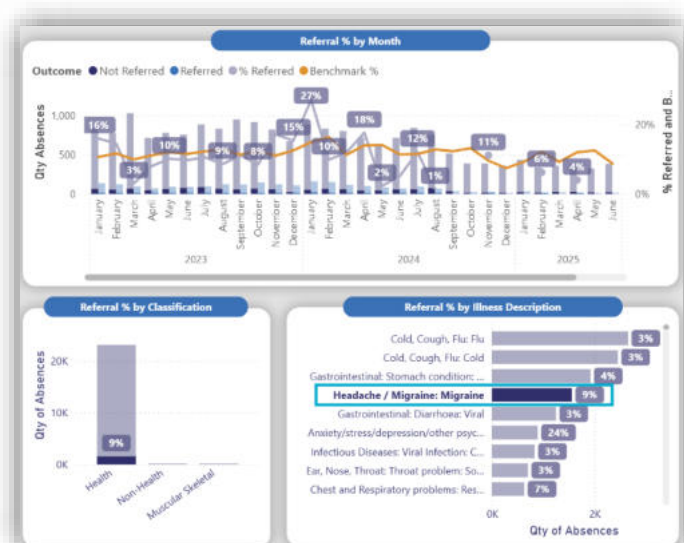 Referral % by Month
Outcome Not Referred Referred % Referred Benchmark %
Qty Absences
1,000
500
0
16%
3%
10%
9%
8%
15%
27%
10%
18%
2%
12%
1%
11%
6%
4%
20%
0%
% Referred and B...
January
February
March
April
May
June
July
August
September
October
November
December
January
February
March
April
May
June
July
August
September
October
November
December
January
February
March
April
May
June
2023
2024
2025
Referral % by Classification
Qty of Absences
20K
10K
0K
9%
Health
Non-Health
Muscular Skeletal
Referral % by Illness Description
Cold, Cough, Flu: Flu 3%
Cold, Cough, Flu: Cold 3%
Gastrointestinal: Stomach condition: ... 4%
Headache / Migraine: Migraine 9%
Gastrointestinal: Diarrhoea: Viral 3%
Anxiety/stress/depression/other psyc... 24%
Infectious Diseases: Viral Infection: C... 3%
Ear, Nose, Throat: Throat problem: So... 3%
Chest and Respiratory problems: Res... 7%
0K
2K
Qty of Absences